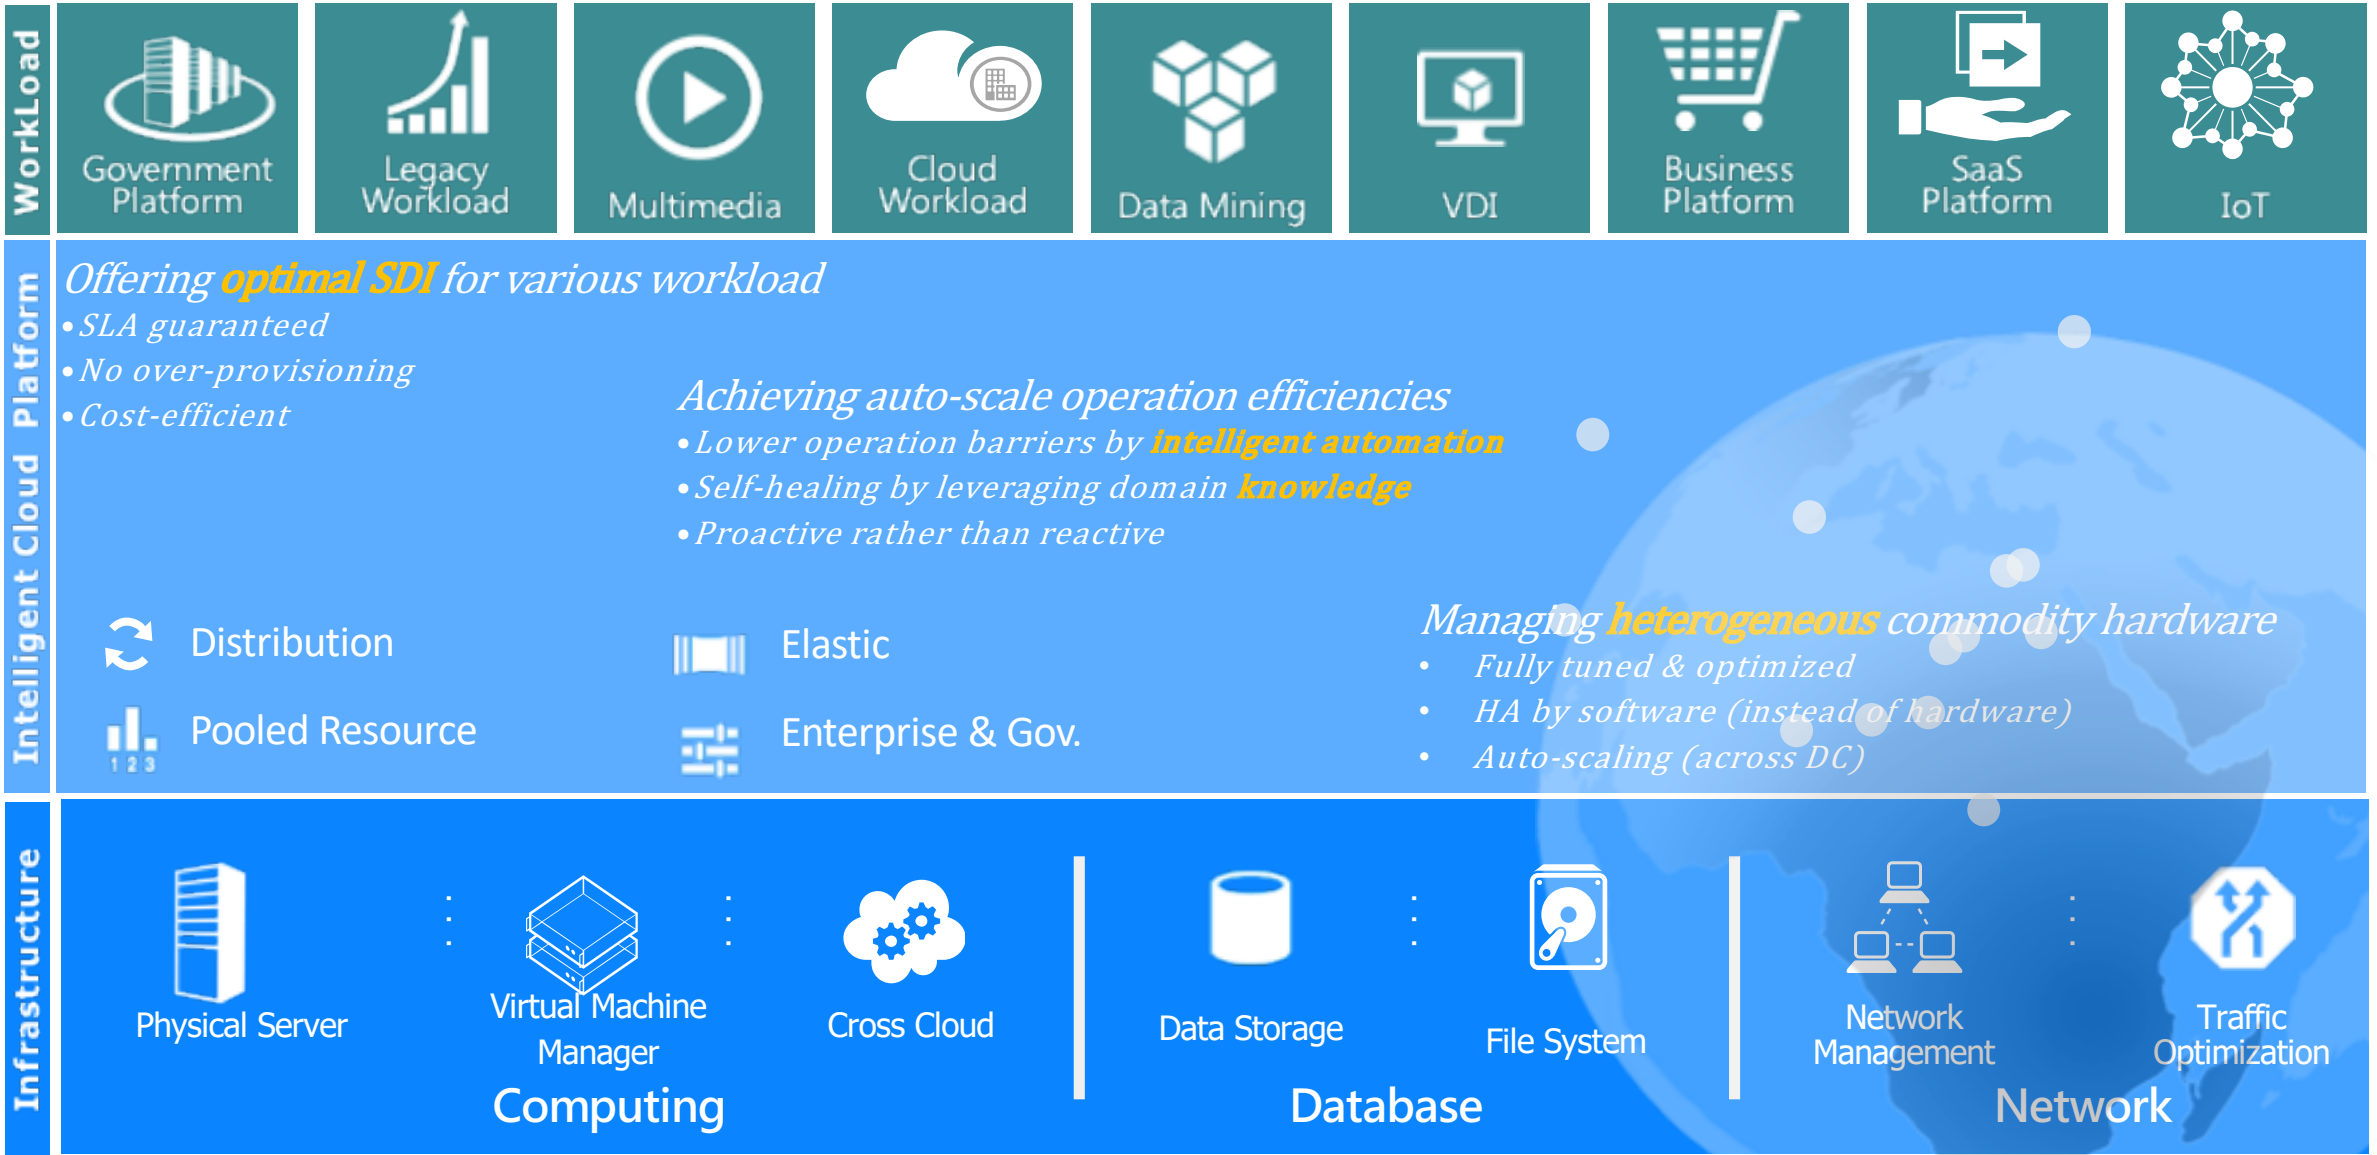 WorkLoad
Government
Platform
Legacy
Workload
Multimedia
Cloud
Workload
Data Mining
VDI
Business
Platform
SaaS
Platform
IoT
Intelligent Cloud Platform
Offering optimal SDI for various workload
•SLA guaranteed
•No over-provisioning
•Cost-efficient
Achieving auto-scale operation efficiencies
•Lower operation barriers by intelligent automation
•Self-healing by leveraging domain knowledge
•Proactive rather than reactive
Managing heterogeneous commodity hardware
• Fully tuned & optimized
• HA by software (instead of hardware)
• Auto-scaling (across DC)
Distribution
Elastic
1 2 3
Pooled Resource
Enterprise & Gov.
Infrastructure
Physical Server
Virtual Machine
Manager
Cross Cloud
Computing
Data Storage
File System
Database
Network
Management
Traffic
Optimization
Network